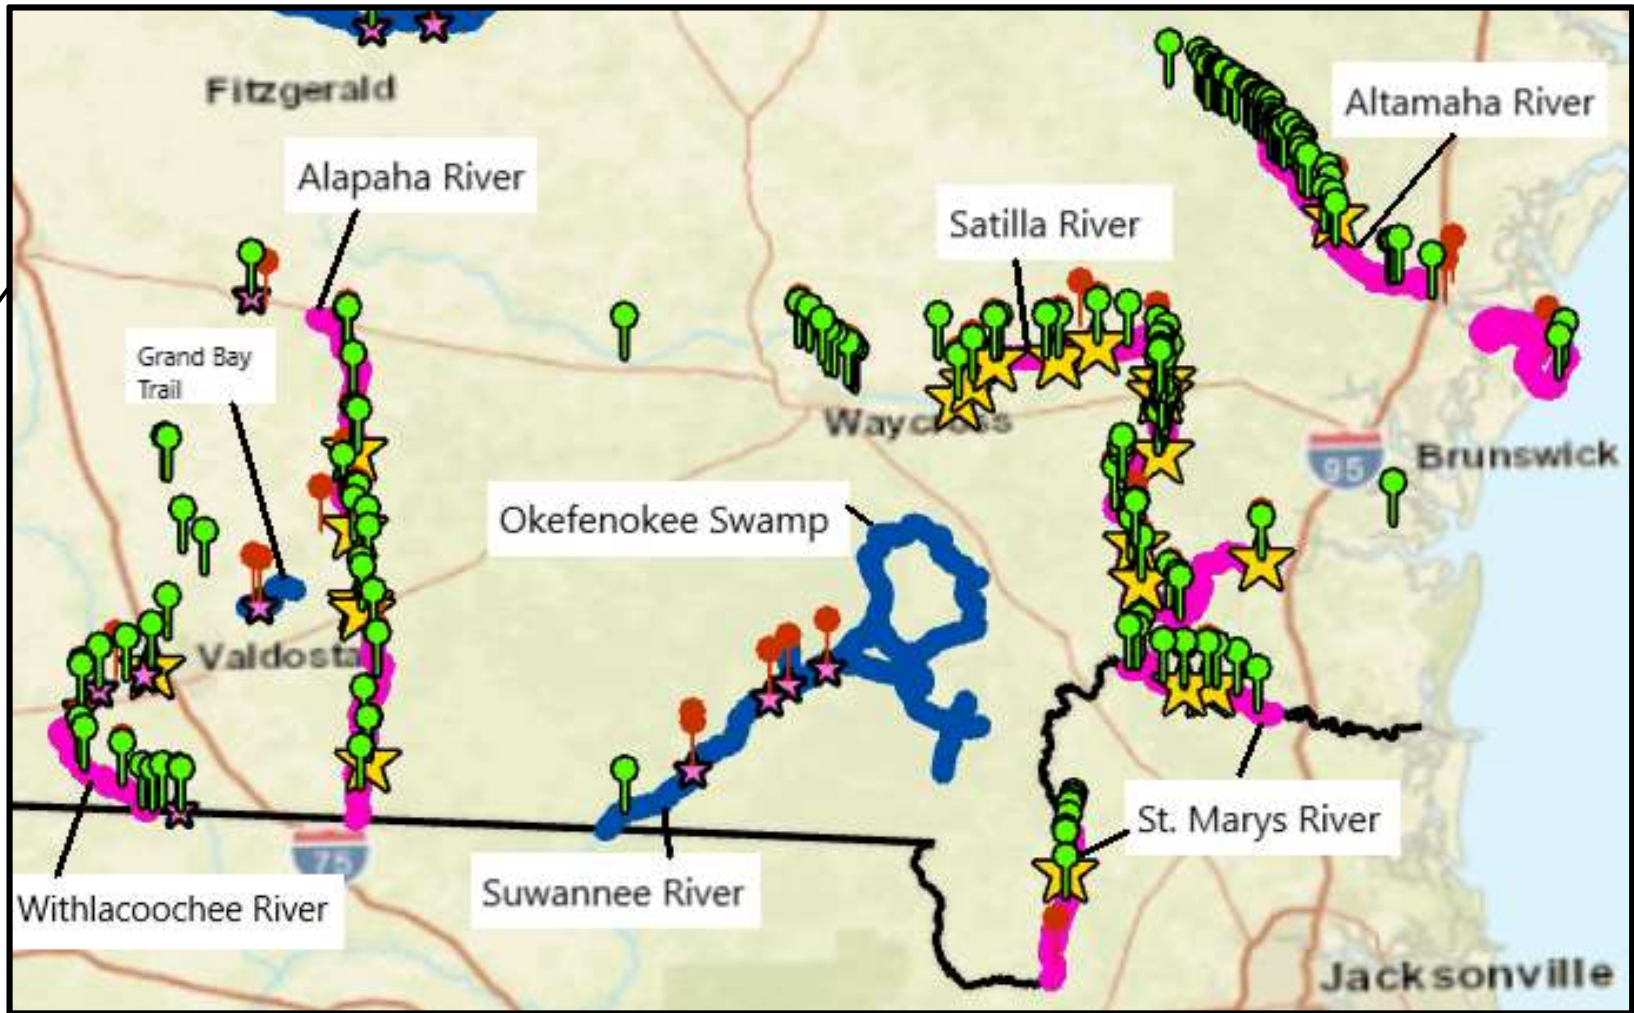 Fitzgerald
Altamaha River
Alapaha River
Satilla River
Grand Bay
Trail
Waycross
95
Brunswick
Okefenokee Swamp
Valdosta
St. Marys River
75
Suwannee River
Withlacoochee River
Jacksonville